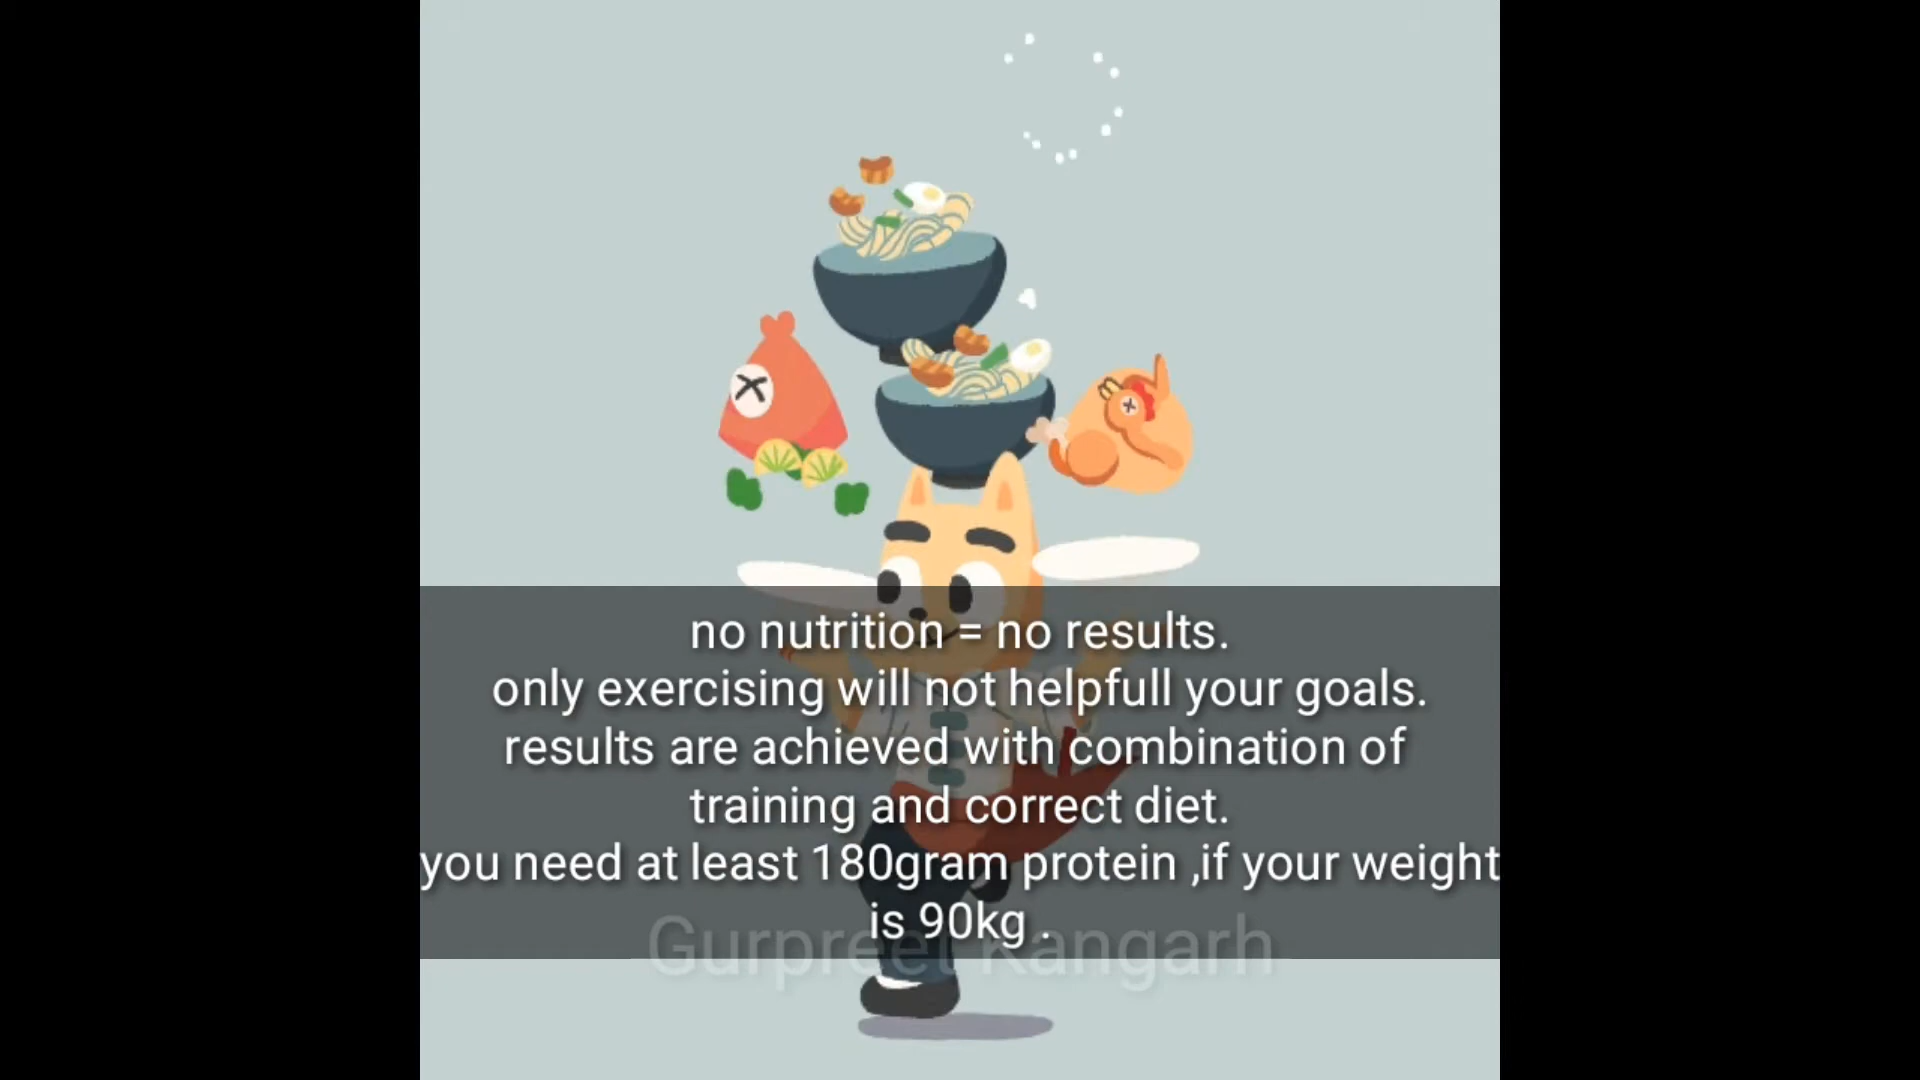 no nutrition = no results.
only exercising will not helpfull your goals.
results are achieved with combination of
training and correct diet.
you need at least 180gram protein ,if your weight
is 90kg .
Gurpreet Kangarh